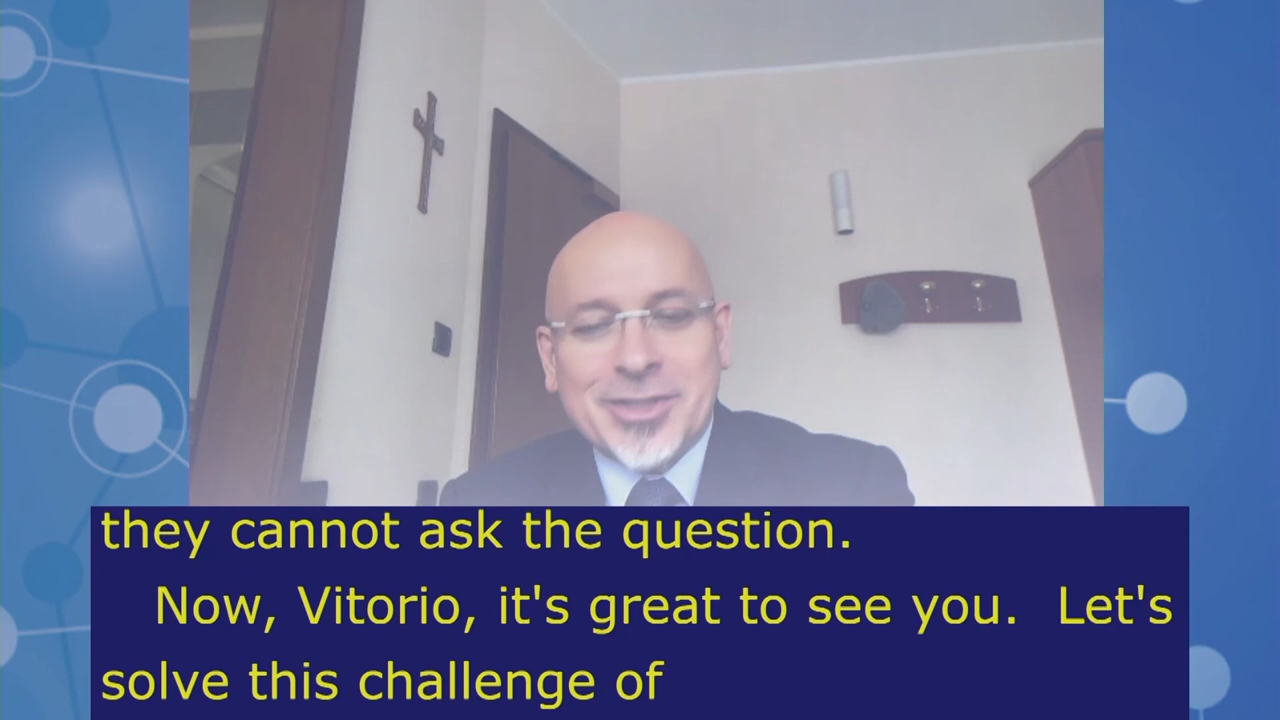 they cannot ask the question.
Now, Vitorio, it's great to see you.  Let's
solve this challenge of